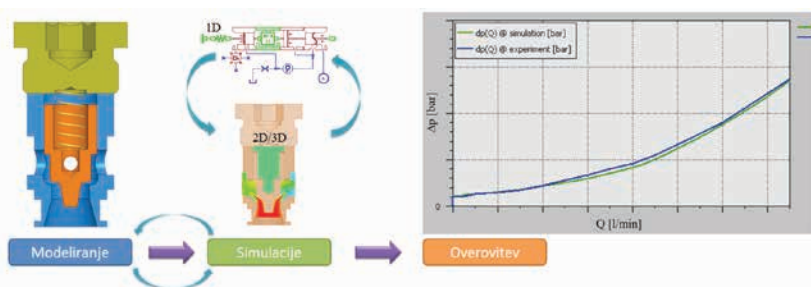 1D
2D/3D
dp(Q) @ simulation [bar]
dp(Q) @ experiment [bar]
Δp [bar]
0
Q [l/min]
Modeliranje
Simulacije
Overovitev